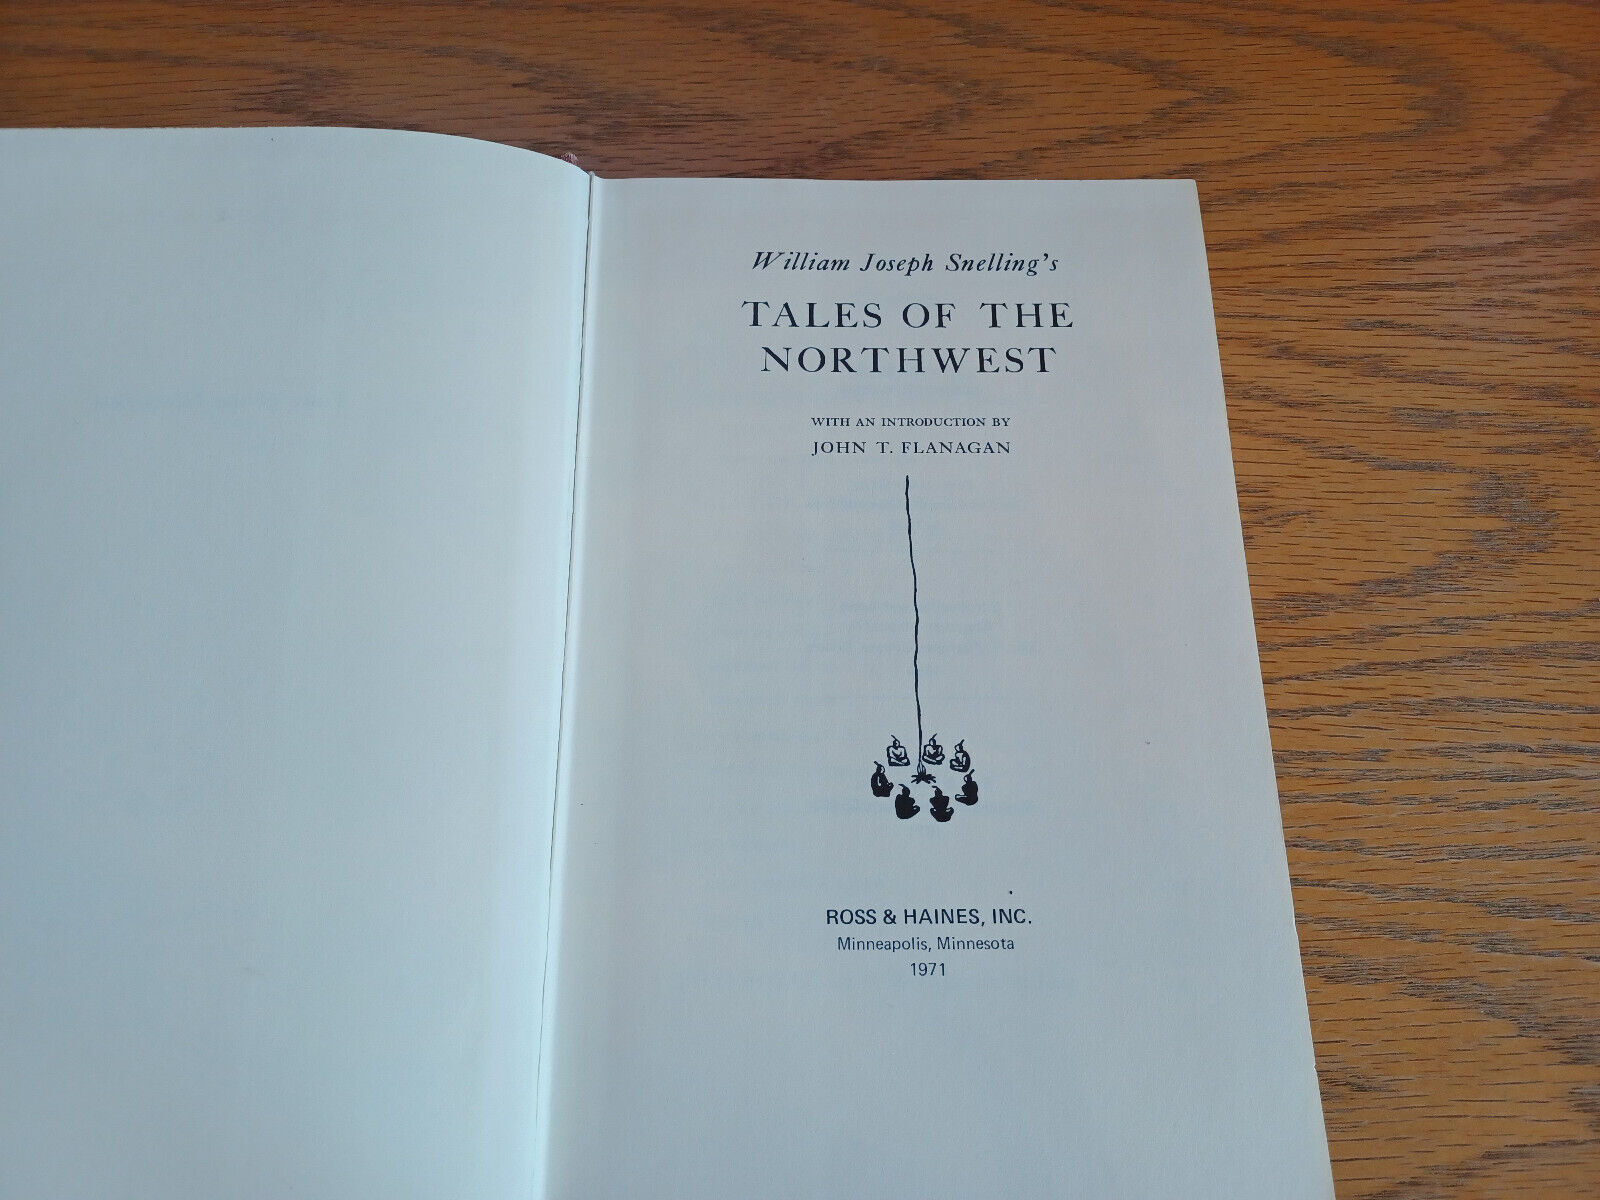 William Joseph Snelling's
TALES OF THE
NORTHWEST
WITH AN INTRODUCTION BY
JOHN T. FLANAGAN
ROSS & HAINES, INC.
Minneapolis, Minnesota
1971